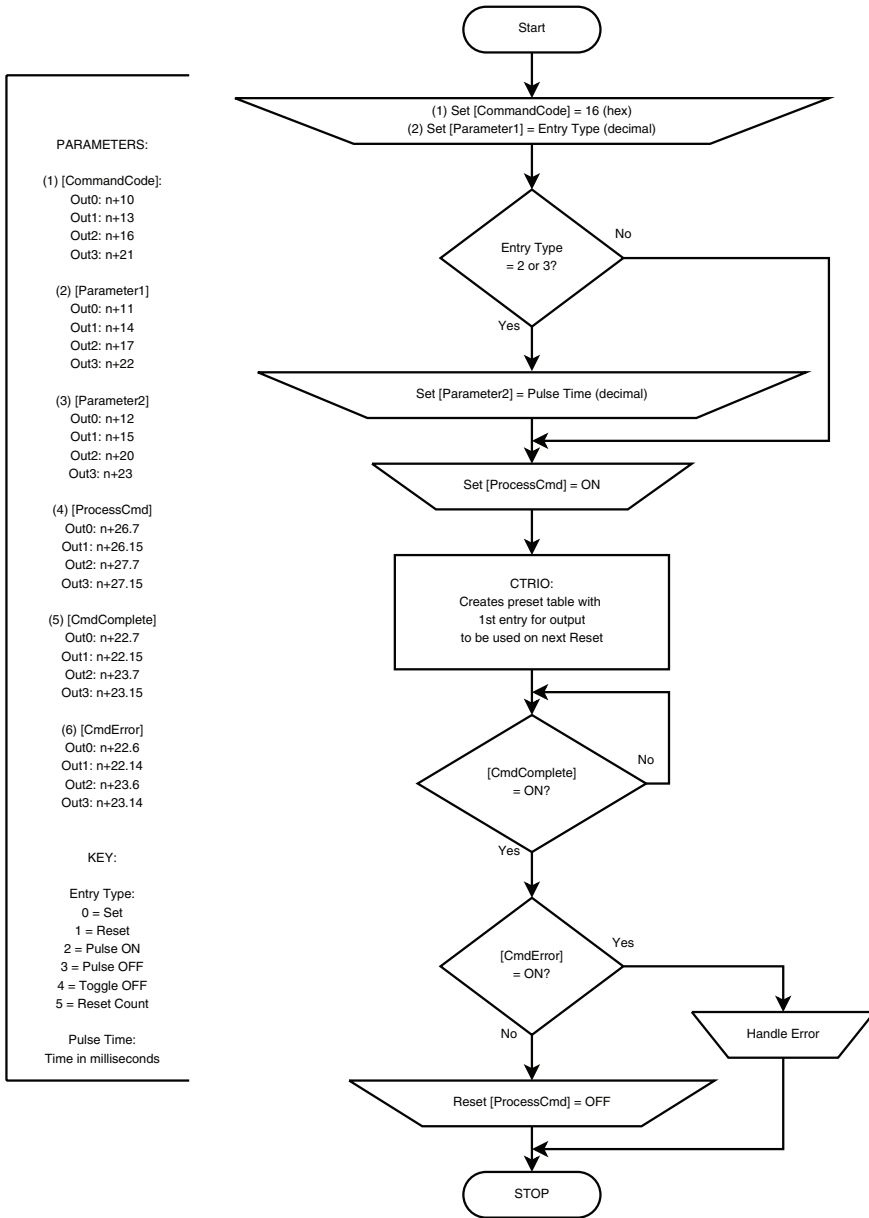 Start
(1) Set [CommandCode] = 16 (hex)
(2) Set [Parameter1] = Entry Type (decimal)
PARAMETERS:
(1) [CommandCode]:
Out0: n+10
Out1: n+13
Out2: n+16
Out3: n+21
(2) [Parameter1]
Out0: n+11
Out1: n+14
Out2: n+17
Out3: n+22
(3) [Parameter2]
Out0: n+12
Out1: n+15
Out2: n+20
Out3: n+23
(4) [ProcessCmd]
Out0: n+26.7
Out1: n+26.15
Out2: n+27.7
Out3: n+27.15
(5) [CmdComplete]
Out0: n+22.7
Out1: n+22.15
Out2: n+23.7
Out3: n+23.15
(6) [CmdError]
Out0: n+22.6
Out1: n+22.14
Out2: n+23.6
Out3: n+23.14
KEY:
Entry Type:
0 = Set
1 = Reset
2 = Pulse ON
3 = Pulse OFF
4 = Toggle OFF
5 = Reset Count
Pulse Time:
Time in milliseconds
Entry Type
= 2 or 3?
No
Yes
Set [Parameter2] = Pulse Time (decimal)
Set [ProcessCmd] = ON
CTRIO:
Creates preset table with
1st entry for output
to be used on next Reset
[CmdComplete]
= ON?
No
Yes
[CmdError]
= ON?
Yes
No
Handle Error
Reset [ProcessCmd] = OFF
STOP